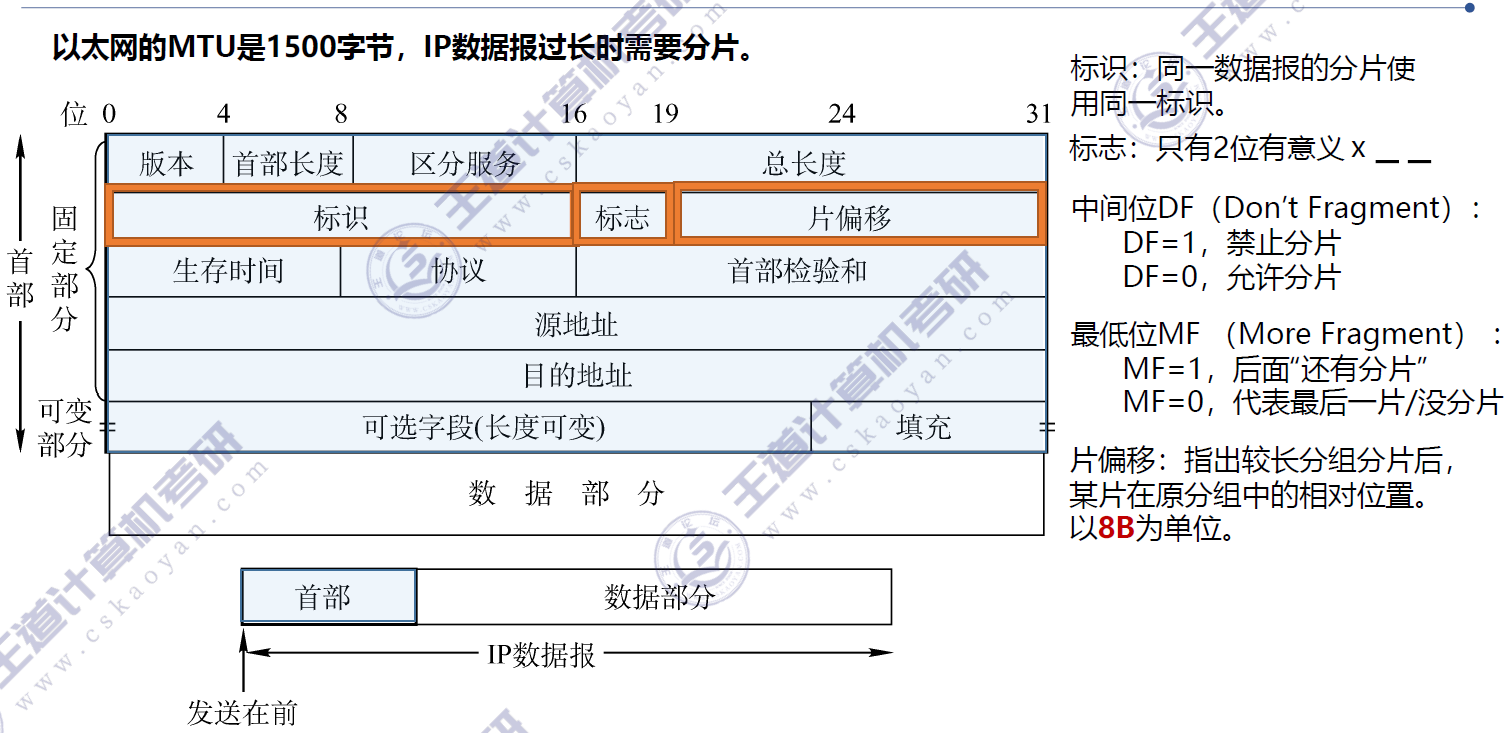 以太网的MTU是1500字节，IP数据报过长时需要分片。
位 0 4 8 16 19 24 31
版本 首部长度 区分服务 总长度
标识 标志 片偏移
生存时间 协议 首部检验和
源地址
目的地址
可选字段(长度可变) 填充
数 据 部 分
首部
固定部分
可变部分
首部 数据部分
IP数据报
发送在前
标识：同一数据报的分片使
用同一标识。
标志：只有2位有意义 x _ _
中间位DF（Don't Fragment）:
DF=1，禁止分片
DF=0，允许分片
最低位MF （More Fragment） :
MF=1，后面“还有分片”
MF=0，代表最后一片/没分片
片偏移：指出较长分组分片后，
某片在原分组中的相对位置。
以8B为单位。
王道计算机考研
www.cskaoyan.com